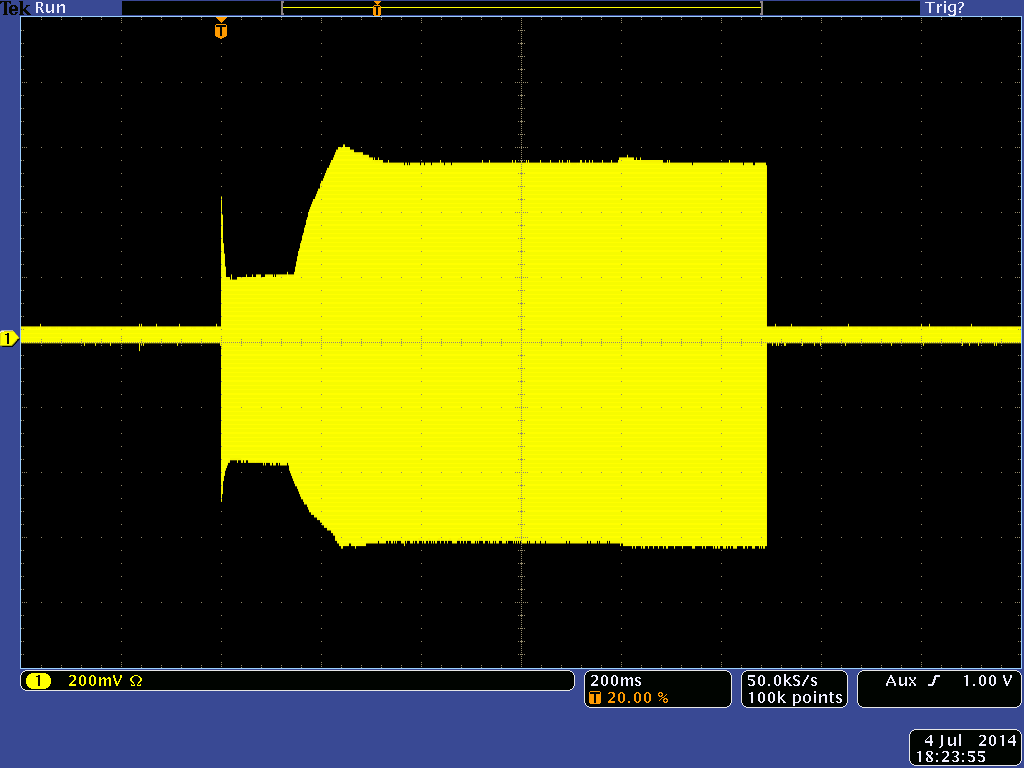 Tek Run
Trig?
T
T
1
1 200mV Ω
200ms
T 20.00 %
50.0kS/s
100k points
Aux 1.00 V
4 Jul 2014
18:23:55